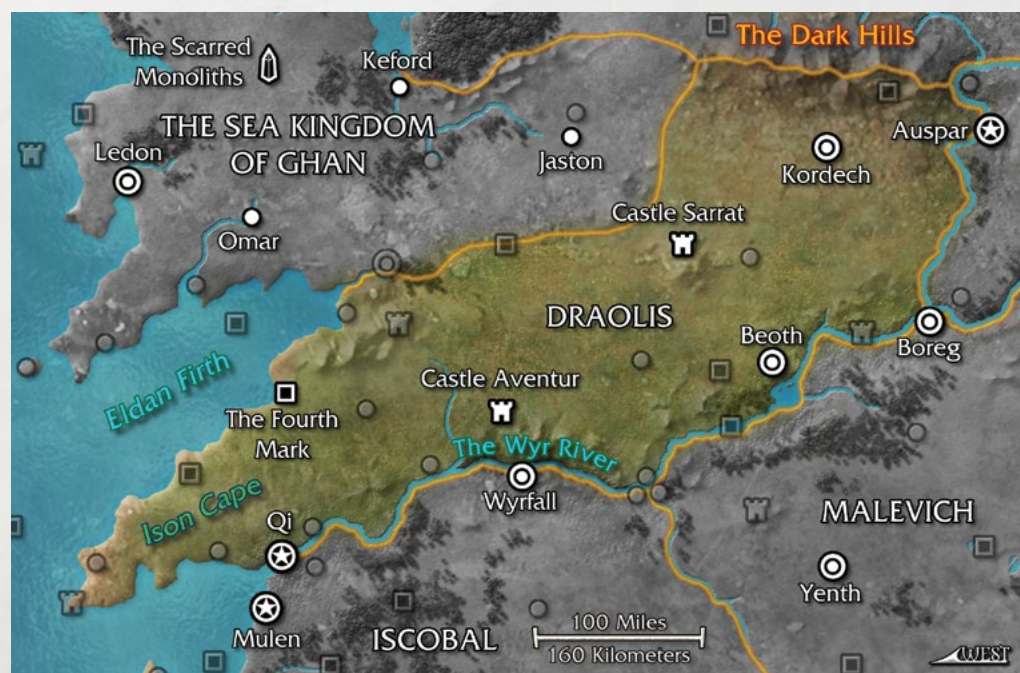 The Dark Hills
The Scarred
Monoliths
Keford
THE SEA KINGDOM
OF GHAN
Ledon
Jaston
Auspar
Kordech
Omar
Castle Sarrat
DRAOLIS
Beoth
Boreg
Eldan Firth
Castle Aventur
The Fourth
Mark
The Wyr River
Ison Cape
Wyrfall
Qi
MALEVICH
Yenth
Mulen
ISCOBAL
100 Miles
160 Kilometers
WEST